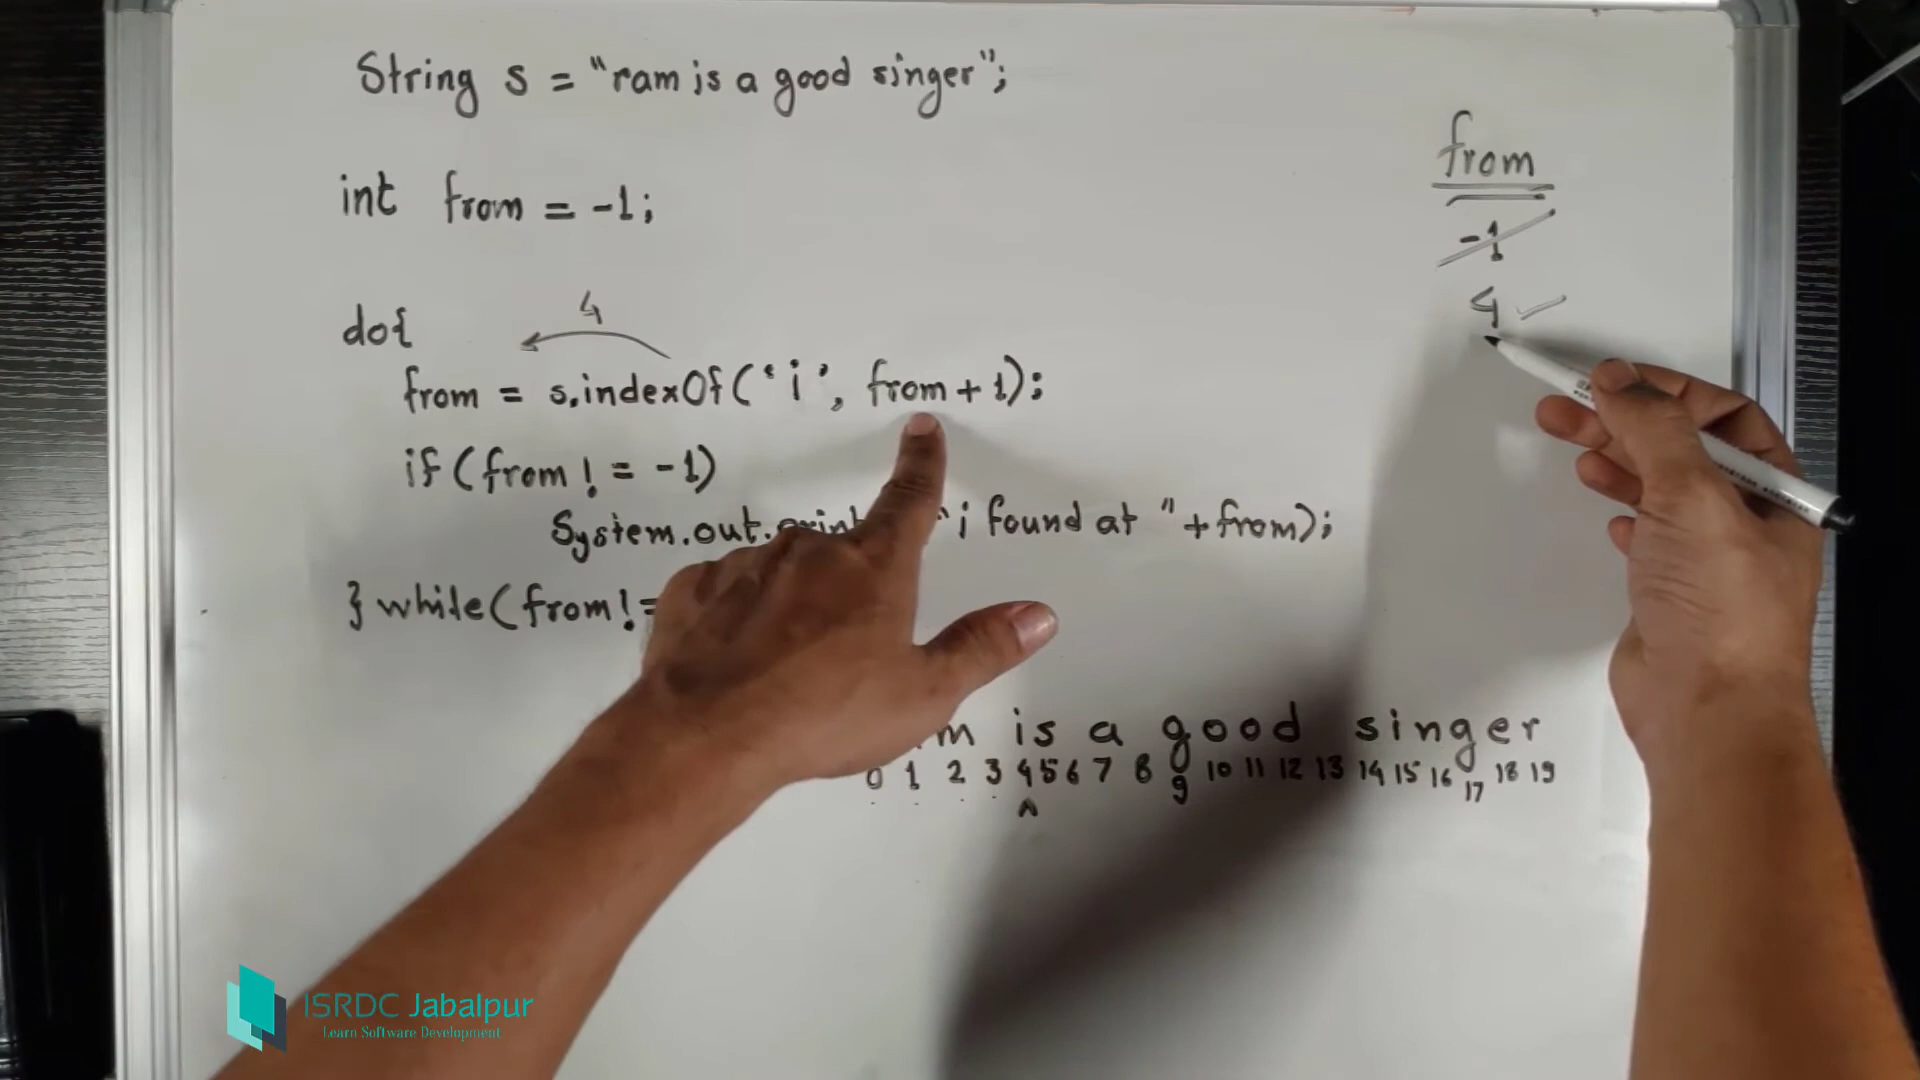 String s = "ram is a good singer";
int from = -1;
do{
4
from = s.indexOf('i', from + 1);
if (from != -1)
System.out.print "i found at " + from);
} while(from !=
from
-1
4
m is a good singer
0 1 2 3 4 5 6 7 8 9 10 11 12 13 14 15 16 17 18 19
ISRDC Jabalpur
Learn Software Development